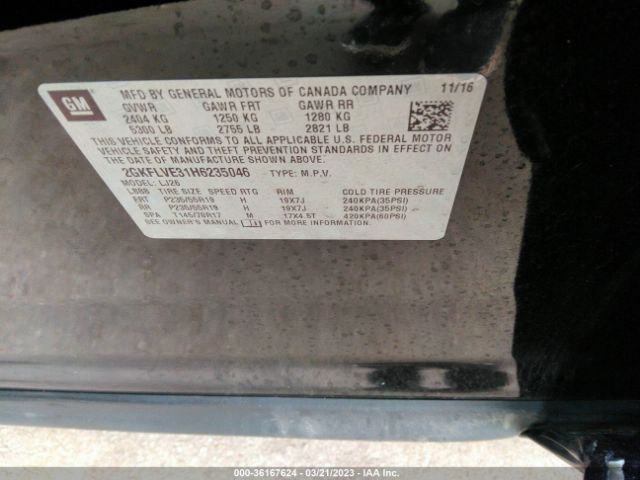 GM
MFD BY GENERAL MOTORS OF CANADA COMPANY 11/16
GVWR GAWR FRT GAWR RR
2404 KG 1250 KG 1280 KG
5300 LB 2755 LB 2821 LB
THIS VEHICLE CONFORMS TO ALL APPLICABLE U.S. FEDERAL MOTOR
VEHICLE SAFETY AND THEFT PREVENTION STANDARDS IN EFFECT ON
THE DATE OF MANUFACTURE SHOWN ABOVE.
2GKFLVE31H6235046 TYPE: M.P.V.
MODEL: LJ26
L888 TIRE SIZE SPEED RTG RIM COLD TIRE PRESSURE
FRT P235/55R19 H 19X7J 240KPA(35PSI)
RR P235/55R19 H 19X7J 240KPA(35PSI)
SPA T145/70R17 M 17X4.5T 420KPA(60PSI)
SEE OWNER'S MANUAL FOR MORE INFORMATION.
000-36167624 03/21/2023 IAA Inc.